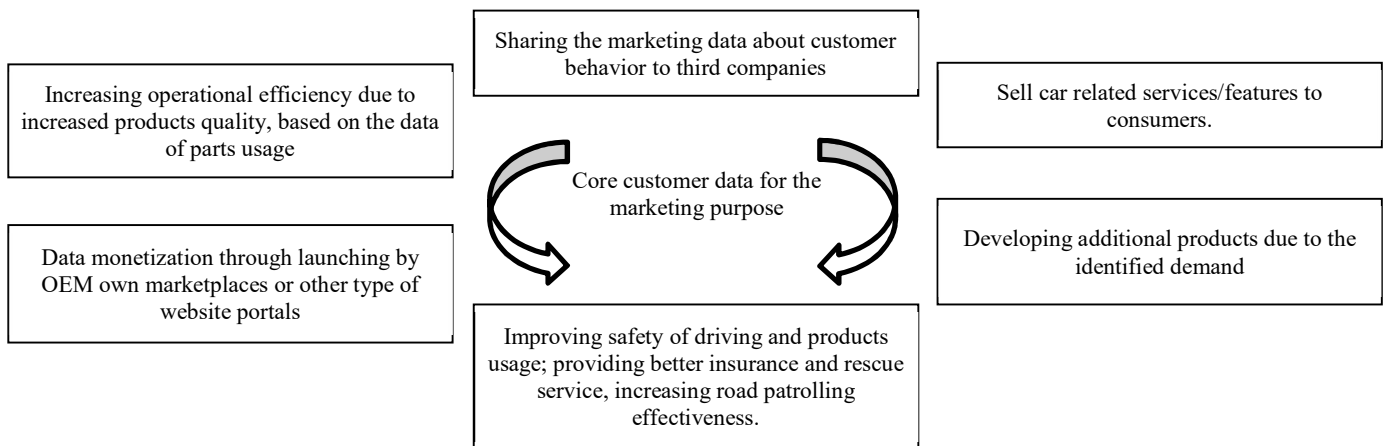 Sharing the marketing data about customer
behavior to third companies
Increasing operational efficiency due to
increased products quality, based on the data
of parts usage
Sell car related services/features to
consumers.
Core customer data for the
marketing purpose
Data monetization through launching by
OEM own marketplaces or other type of
website portals
Developing additional products due to the
identified demand
Improving safety of driving and products
usage; providing better insurance and rescue
service, increasing road patrolling
effectiveness.